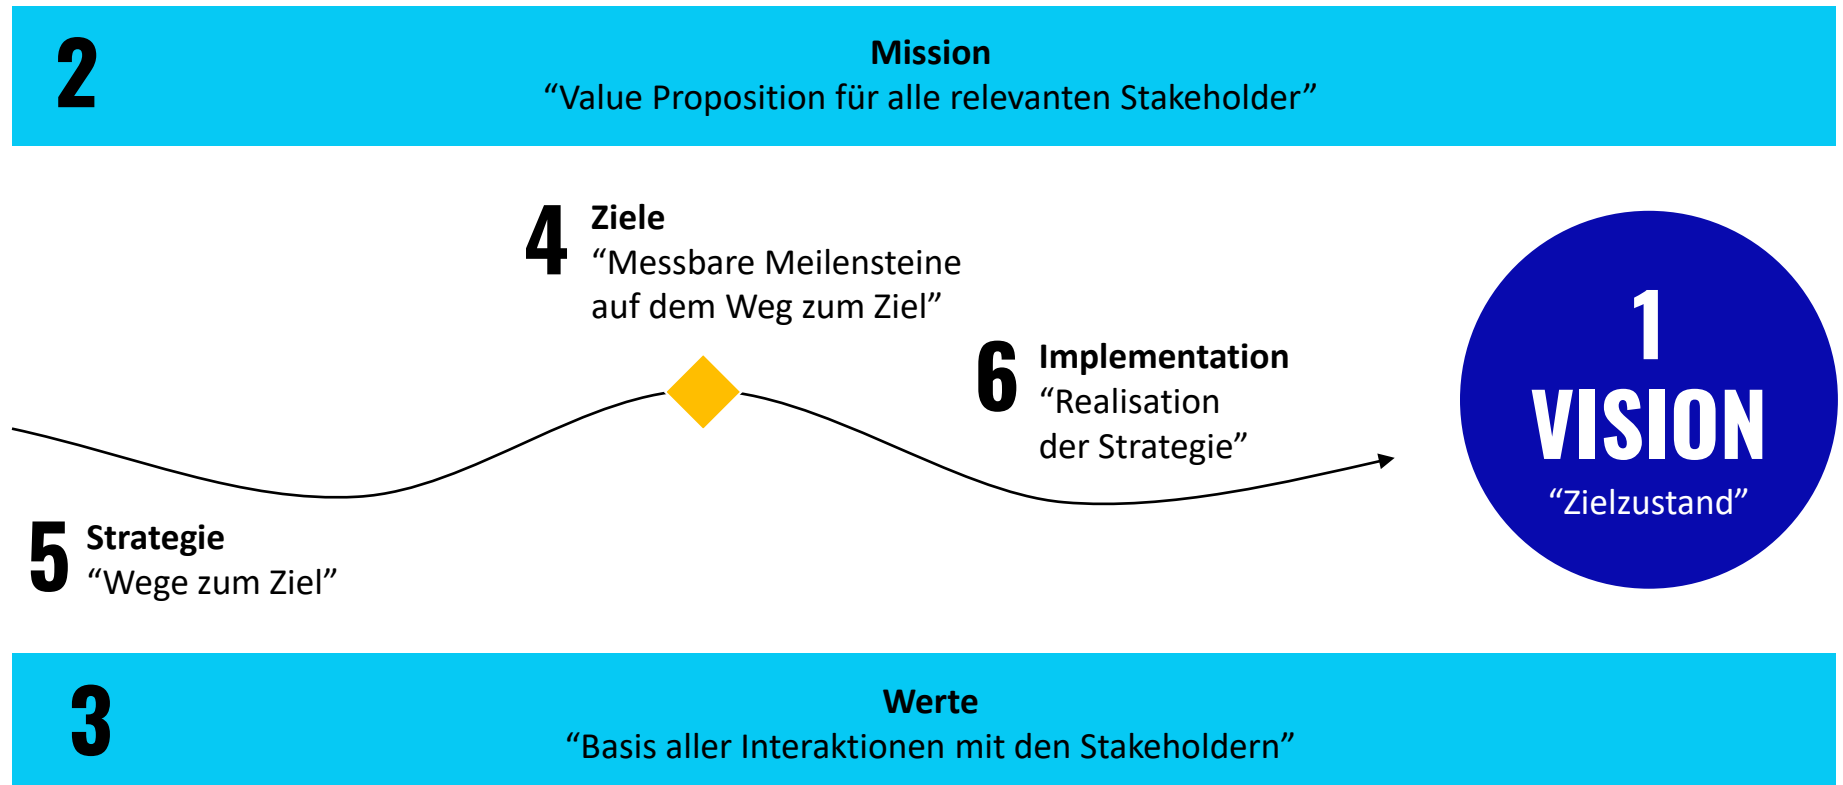 2
Mission
“Value Proposition für alle relevanten Stakeholder”
4
Ziele
“Messbare Meilensteine
auf dem Weg zum Ziel”
6
Implementation
“Realisation
der Strategie”
1
VISION
“Zielzustand”
5
Strategie
“Wege zum Ziel”
3
Werte
“Basis aller Interaktionen mit den Stakeholdern”